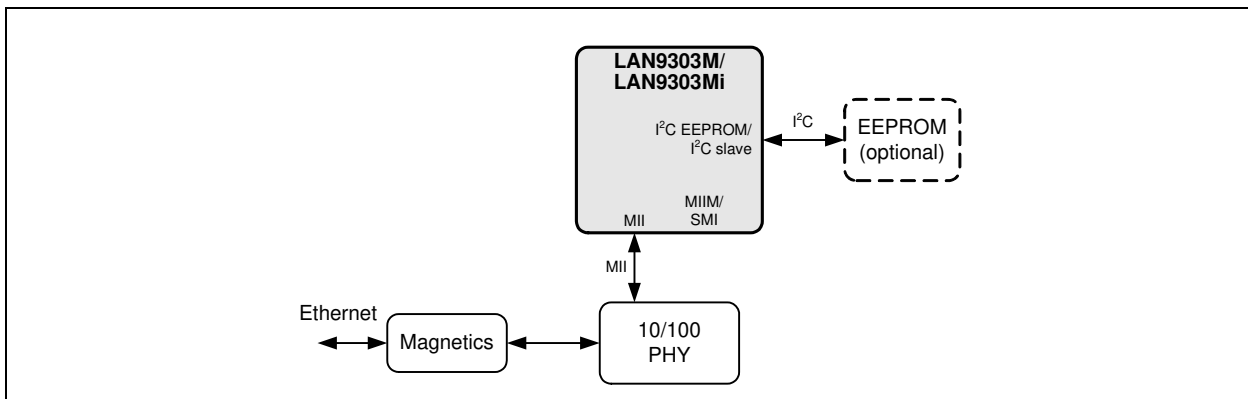 LAN9303M/
LAN9303Mi
I²C EEPROM/
I²C slave
I²C
EEPROM
(optional)
MIIM/
SMI
MII
MII
Ethernet
Magnetics
10/100
PHY